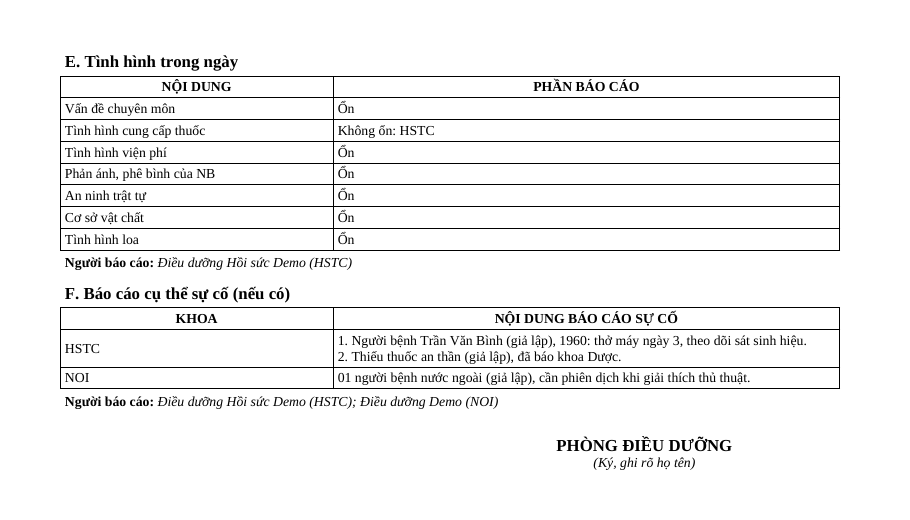 E. Tình hình trong ngày
NỘI DUNG PHẦN BÁO CÁO
Vấn đề chuyên môn Ổn
Tình hình cung cấp thuốc Không ổn: HSTC
Tình hình viện phí Ổn
Phản ánh, phê bình của NB Ổn
An ninh trật tự Ổn
Cơ sở vật chất Ổn
Tình hình loa Ổn
Người báo cáo: Điều dưỡng Hồi sức Demo (HSTC)
F. Báo cáo cụ thể sự cố (nếu có)
KHOA NỘI DUNG BÁO CÁO SỰ CỐ
HSTC
1. Người bệnh Trần Văn Bình (giả lập), 1960: thở máy ngày 3, theo dõi sát sinh hiệu.
2. Thiếu thuốc an thần (giả lập), đã báo khoa Dược.
NOI 01 người bệnh nước ngoài (giả lập), cần phiên dịch khi giải thích thủ thuật.
Người báo cáo: Điều dưỡng Hồi sức Demo (HSTC); Điều dưỡng Demo (NOI)
PHÒNG ĐIỀU DƯỠNG
(Ký, ghi rõ họ tên)